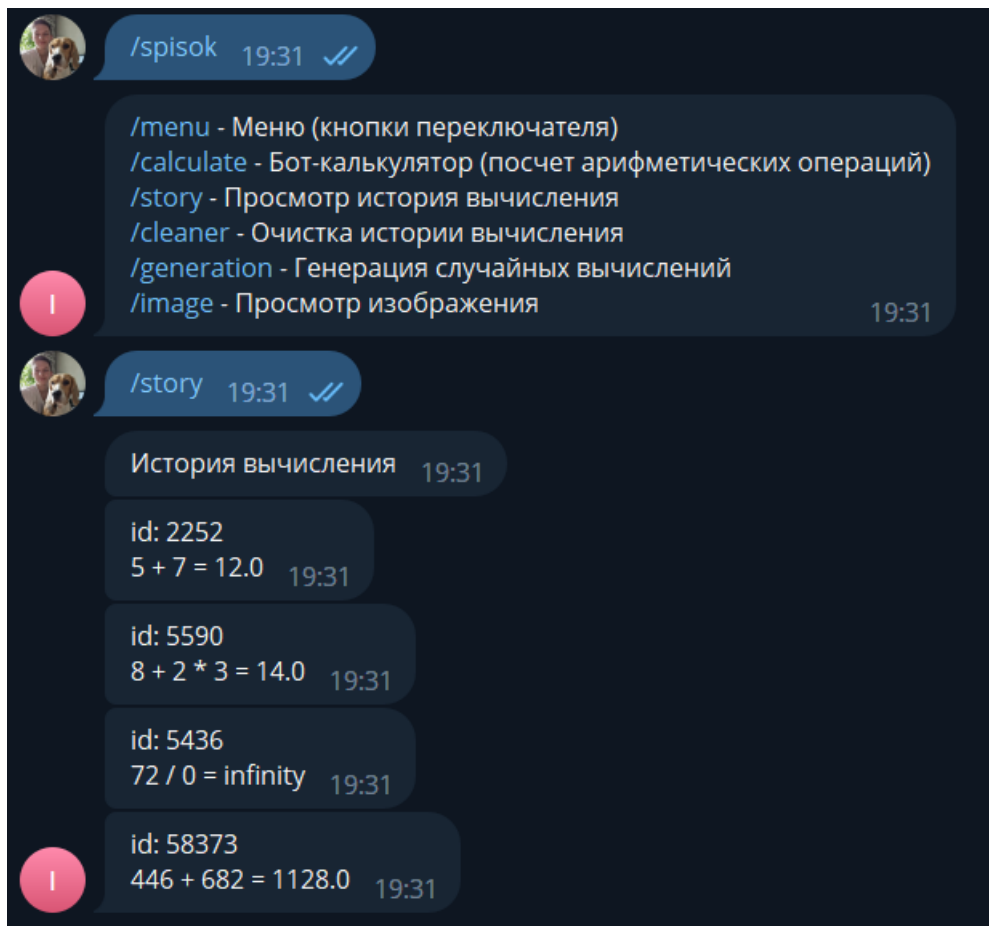 /spisok 19:31
/menu - Меню (кнопки переключателя)
/calculate - Бот-калькулятор (посчет арифметических операций)
/story - Просмотр история вычисления
/cleaner - Очистка истории вычисления
/generation - Генерация случайных вычислений
/image - Просмотр изображения 19:31
I
/story 19:31
История вычисления 19:31
id: 2252
5 + 7 = 12.0 19:31
id: 5590
8 + 2 * 3 = 14.0 19:31
id: 5436
72 / 0 = infinity 19:31
id: 58373
446 + 682 = 1128.0 19:31
I